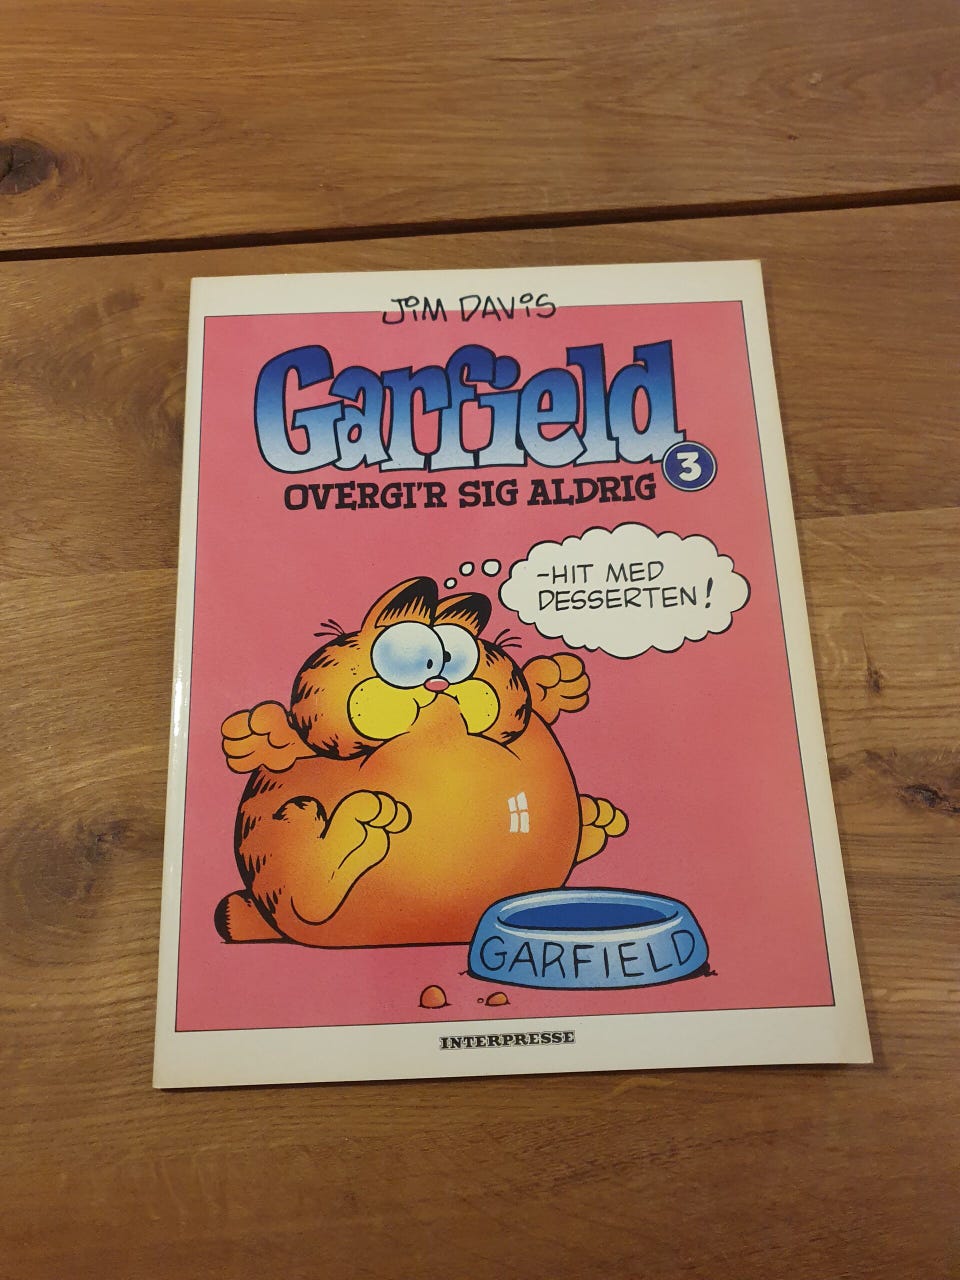 JiM DAViS
Garfield
3
OVERGI'R SIG ALDRIG
-HIT MED
DESSERTEN!
GARFIELD
INTERPRESSE